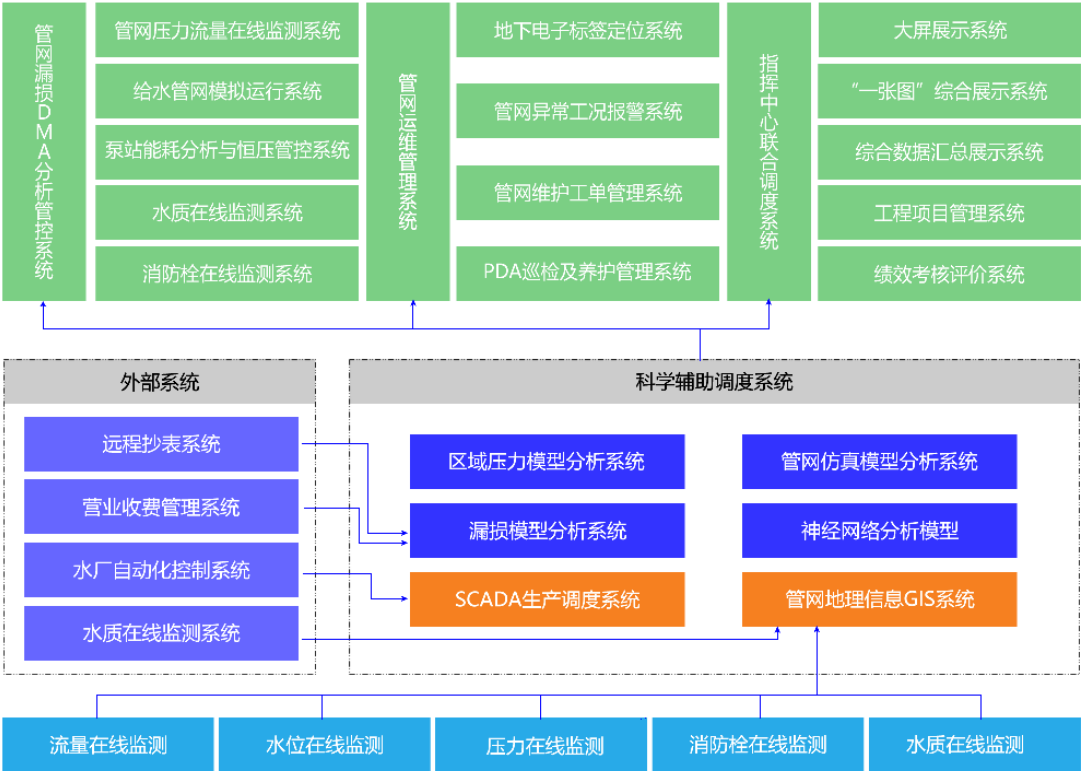 管网漏损DMA分析管控系统
管网压力流量在线监测系统
给水管网模拟运行系统
泵站能耗分析与恒压管控系统
水质在线监测系统
消防栓在线监测系统
管网运维管理系统
地下电子标签定位系统
管网异常工况报警系统
管网维护工单管理系统
PDA巡检及养护管理系统
指挥中心联合调度系统
大屏展示系统
“一张图”综合展示系统
综合数据汇总展示系统
工程项目管理系统
绩效考核评价系统
外部系统
远程抄表系统
营业收费管理系统
水厂自动化控制系统
水质在线监测系统
科学辅助调度系统
区域压力模型分析系统
管网仿真模型分析系统
漏损模型分析系统
神经网络分析模型
SCADA生产调度系统
管网地理信息GIS系统
流量在线监测
水位在线监测
压力在线监测
消防栓在线监测
水质在线监测